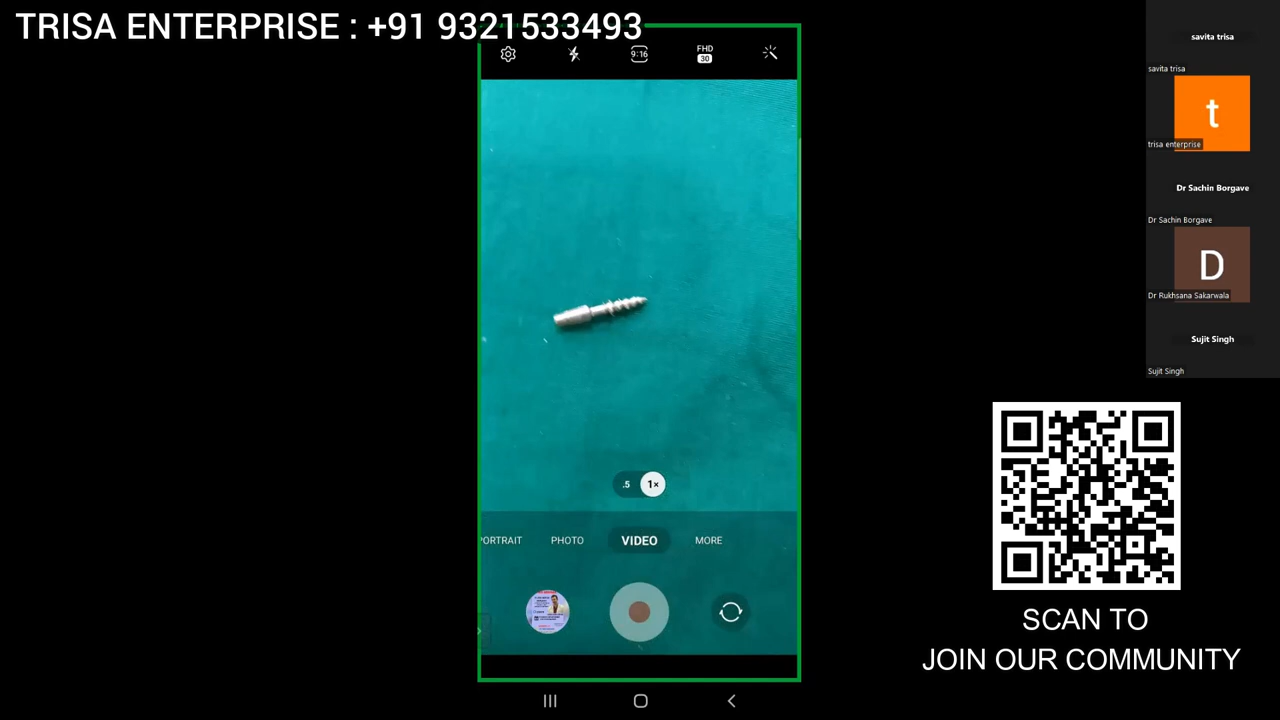 TRISA ENTERPRISE : +91 9321533493
9:16
FHD
30
.5
1×
PORTRAIT
PHOTO
VIDEO
MORE
savita trisa
savita trisa
t
trisa enterprise
Dr Sachin Borgave
Dr Sachin Borgave
D
Dr Rukhsana Sakarwala
Sujit Singh
Sujit Singh
SCAN TO
JOIN OUR COMMUNITY